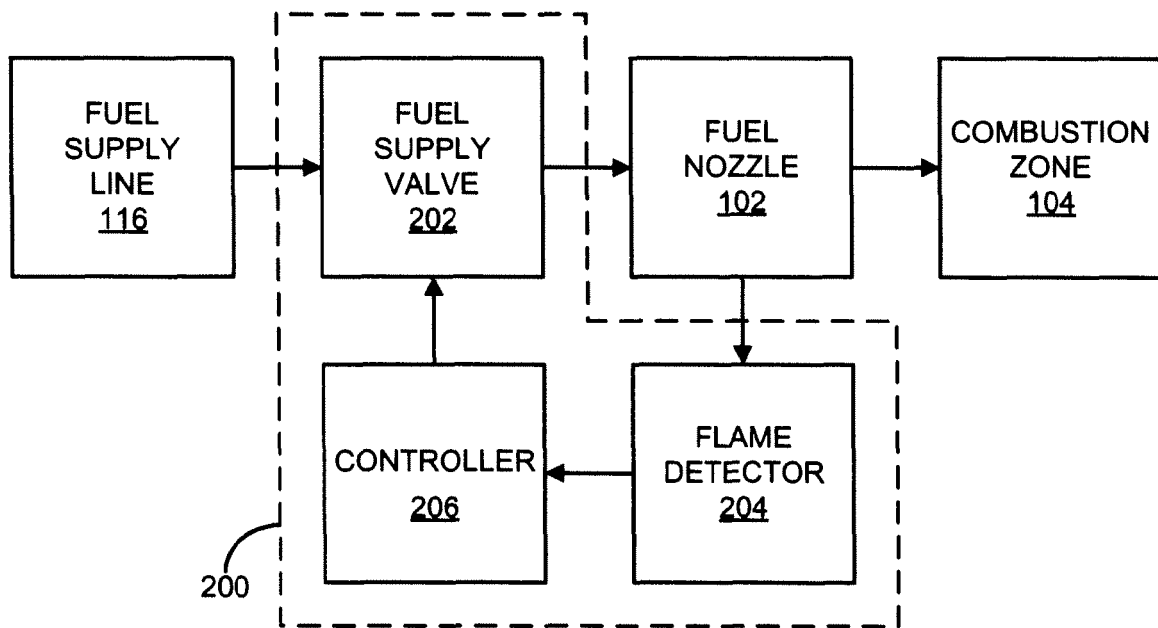 FUEL
SUPPLY
LINE
116
FUEL
SUPPLY
VALVE
202
FUEL
NOZZLE
102
COMBUSTION
ZONE
104
CONTROLLER
206
FLAME
DETECTOR
204
200